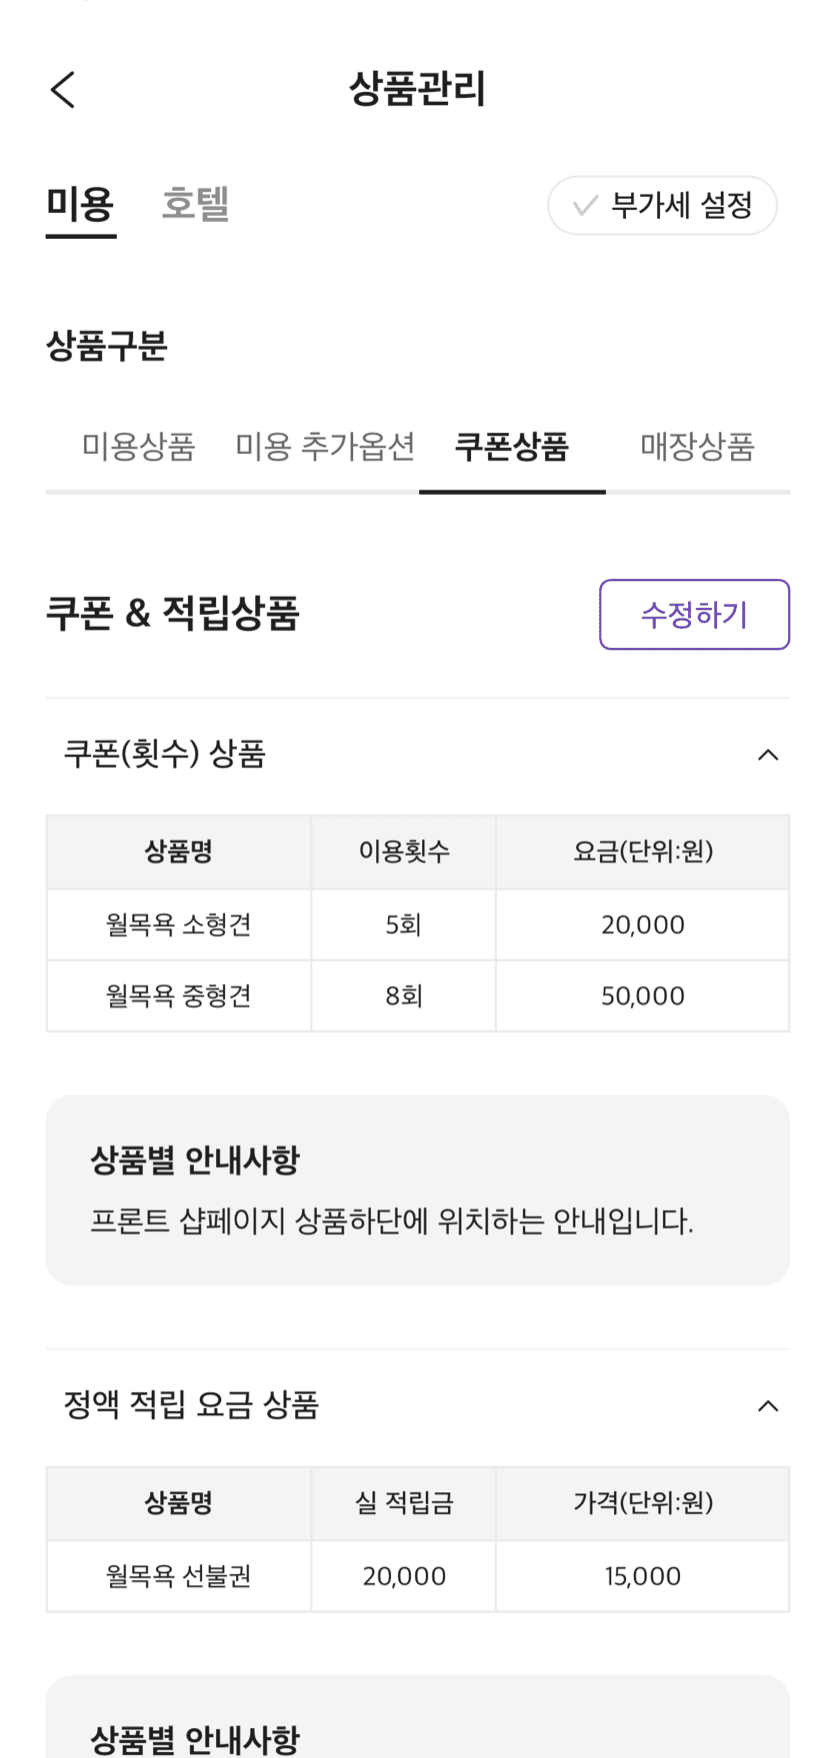 상품관리
미용 호텔 부가세 설정
상품구분
미용상품 미용 추가옵션 쿠폰상품 매장상품
쿠폰 & 적립상품 수정하기
쿠폰(횟수) 상품
상품명 이용횟수 요금(단위:원)
월목욕 소형견 5회 20,000
월목욕 중형견 8회 50,000
상품별 안내사항
프론트 샵페이지 상품하단에 위치하는 안내입니다.
정액 적립 요금 상품
상품명 실 적립금 가격(단위:원)
월목욕 선불권 20,000 15,000
상품별 안내사항